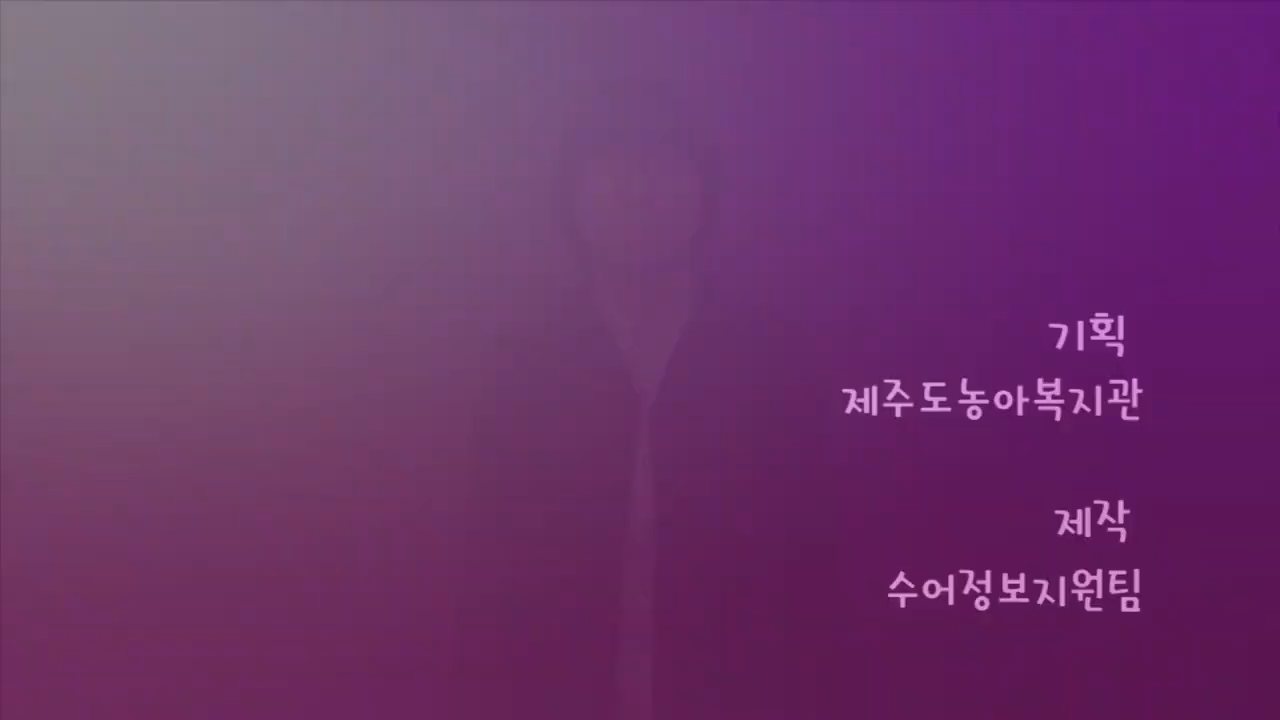 기획
제주도농아복지관
제작
수어정보지원팀